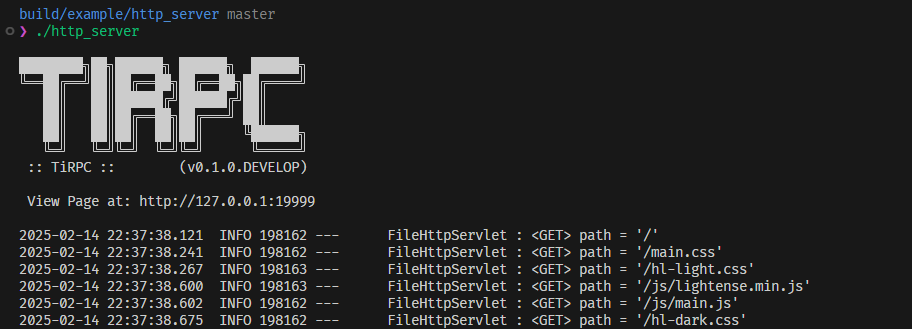 build/example/http_server master
❯ ./http_server
TIRPC
:: TiRPC ::        (v0.1.0.DEVELOP)
View Page at: http://127.0.0.1:19999
2025-02-14 22:37:38.121  INFO 198162 ---      FileHttpServlet : <GET> path = '/'
2025-02-14 22:37:38.241  INFO 198162 ---      FileHttpServlet : <GET> path = '/main.css'
2025-02-14 22:37:38.267  INFO 198163 ---      FileHttpServlet : <GET> path = '/hl-light.css'
2025-02-14 22:37:38.600  INFO 198163 ---      FileHttpServlet : <GET> path = '/js/lightense.min.js'
2025-02-14 22:37:38.602  INFO 198162 ---      FileHttpServlet : <GET> path = '/js/main.js'
2025-02-14 22:37:38.675  INFO 198162 ---      FileHttpServlet : <GET> path = '/hl-dark.css'